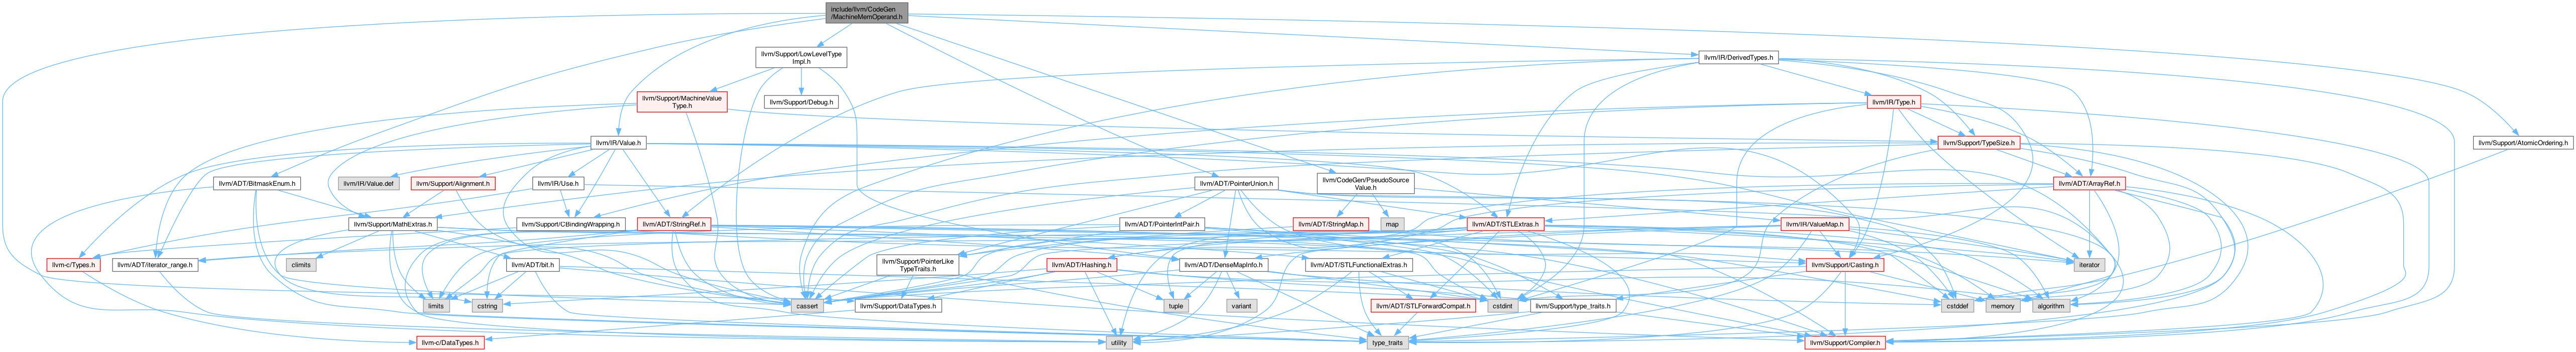 include/llvm/CodeGen
/MachineMemOperand.h
llvm/Support/LowLevelType
Impl.h
llvm/IR/DerivedTypes.h
llvm/Support/MachineValue
Type.h
llvm/Support/Debug.h
llvm/IR/Type.h
llvm/IR/Value.h
llvm/Support/TypeSize.h
llvm/Support/AtomicOrdering.h
llvm/ADT/BitmaskEnum.h
llvm/IR/Value.def
llvm/Support/Alignment.h
llvm/IR/Use.h
llvm/ADT/PointerUnion.h
llvm/CodeGen/PseudoSource
Value.h
llvm/ADT/ArrayRef.h
llvm/Support/MathExtras.h
llvm/Support/CBindingWrapping.h
llvm/ADT/StringRef.h
llvm/ADT/PointerIntPair.h
llvm/ADT/StringMap.h
map
llvm/ADT/STLExtras.h
llvm/IR/ValueMap.h
llvm-c/Types.h
llvm/ADT/iterator_range.h
climits
llvm/ADT/bit.h
llvm/Support/PointerLike
TypeTraits.h
llvm/ADT/Hashing.h
llvm/ADT/DenseMapInfo.h
llvm/ADT/STLFunctionalExtras.h
llvm/Support/Casting.h
iterator
limits
cstring
cassert
llvm/Support/DataTypes.h
tuple
variant
llvm/ADT/STLForwardCompat.h
cstdint
llvm/Support/type_traits.h
cstddef
memory
algorithm
llvm-c/DataTypes.h
utility
type_traits
llvm/Support/Compiler.h